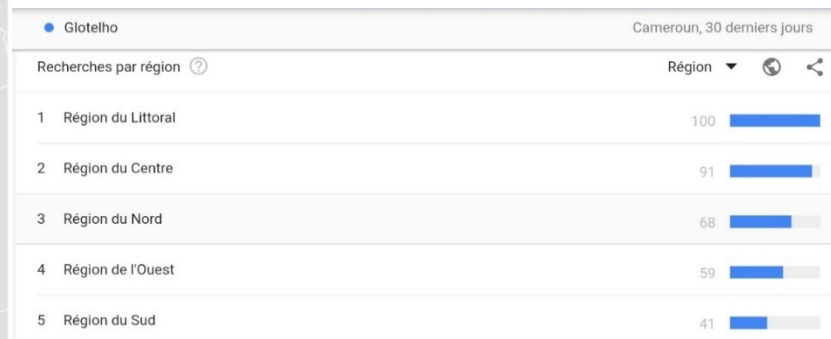 Glotelho Cameroun, 30 derniers jours
Recherches par région ? Région
1 Région du Littoral 100
2 Région du Centre 91
3 Région du Nord 68
4 Région de l'Ouest 59
5 Région du Sud 41